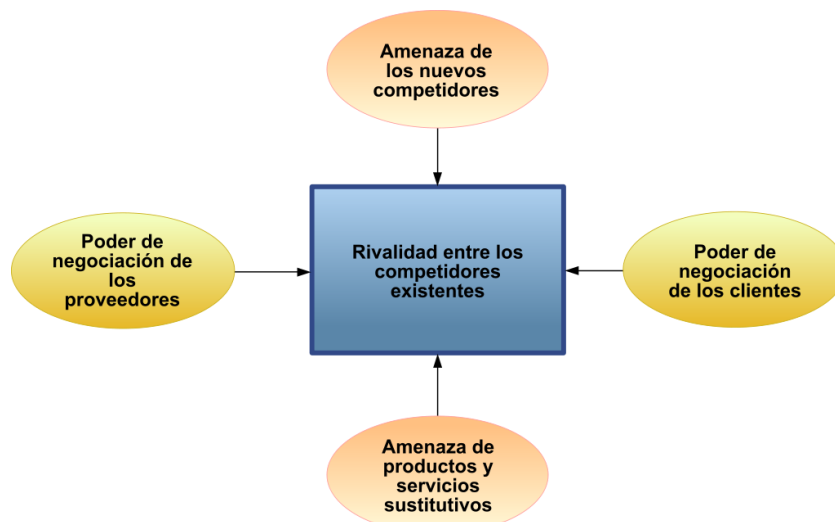 Amenaza de
los nuevos
competidores
Poder de
negociación de
los
proveedores
Rivalidad entre los
competidores
existentes
Poder de
negociación
de los clientes
Amenaza de
productos y
servicios
sustitutivos